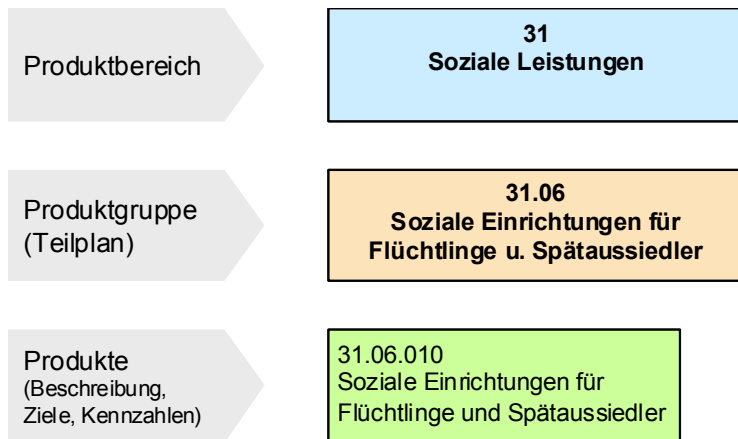 Produktbereich
31
Soziale Leistungen
Produktgruppe
(Teilplan)
31.06
Soziale Einrichtungen für
Flüchtlinge u. Spätaussiedler
Produkte
(Beschreibung,
Ziele, Kennzahlen)
31.06.010
Soziale Einrichtungen für
Flüchtlinge und Spätaussiedler